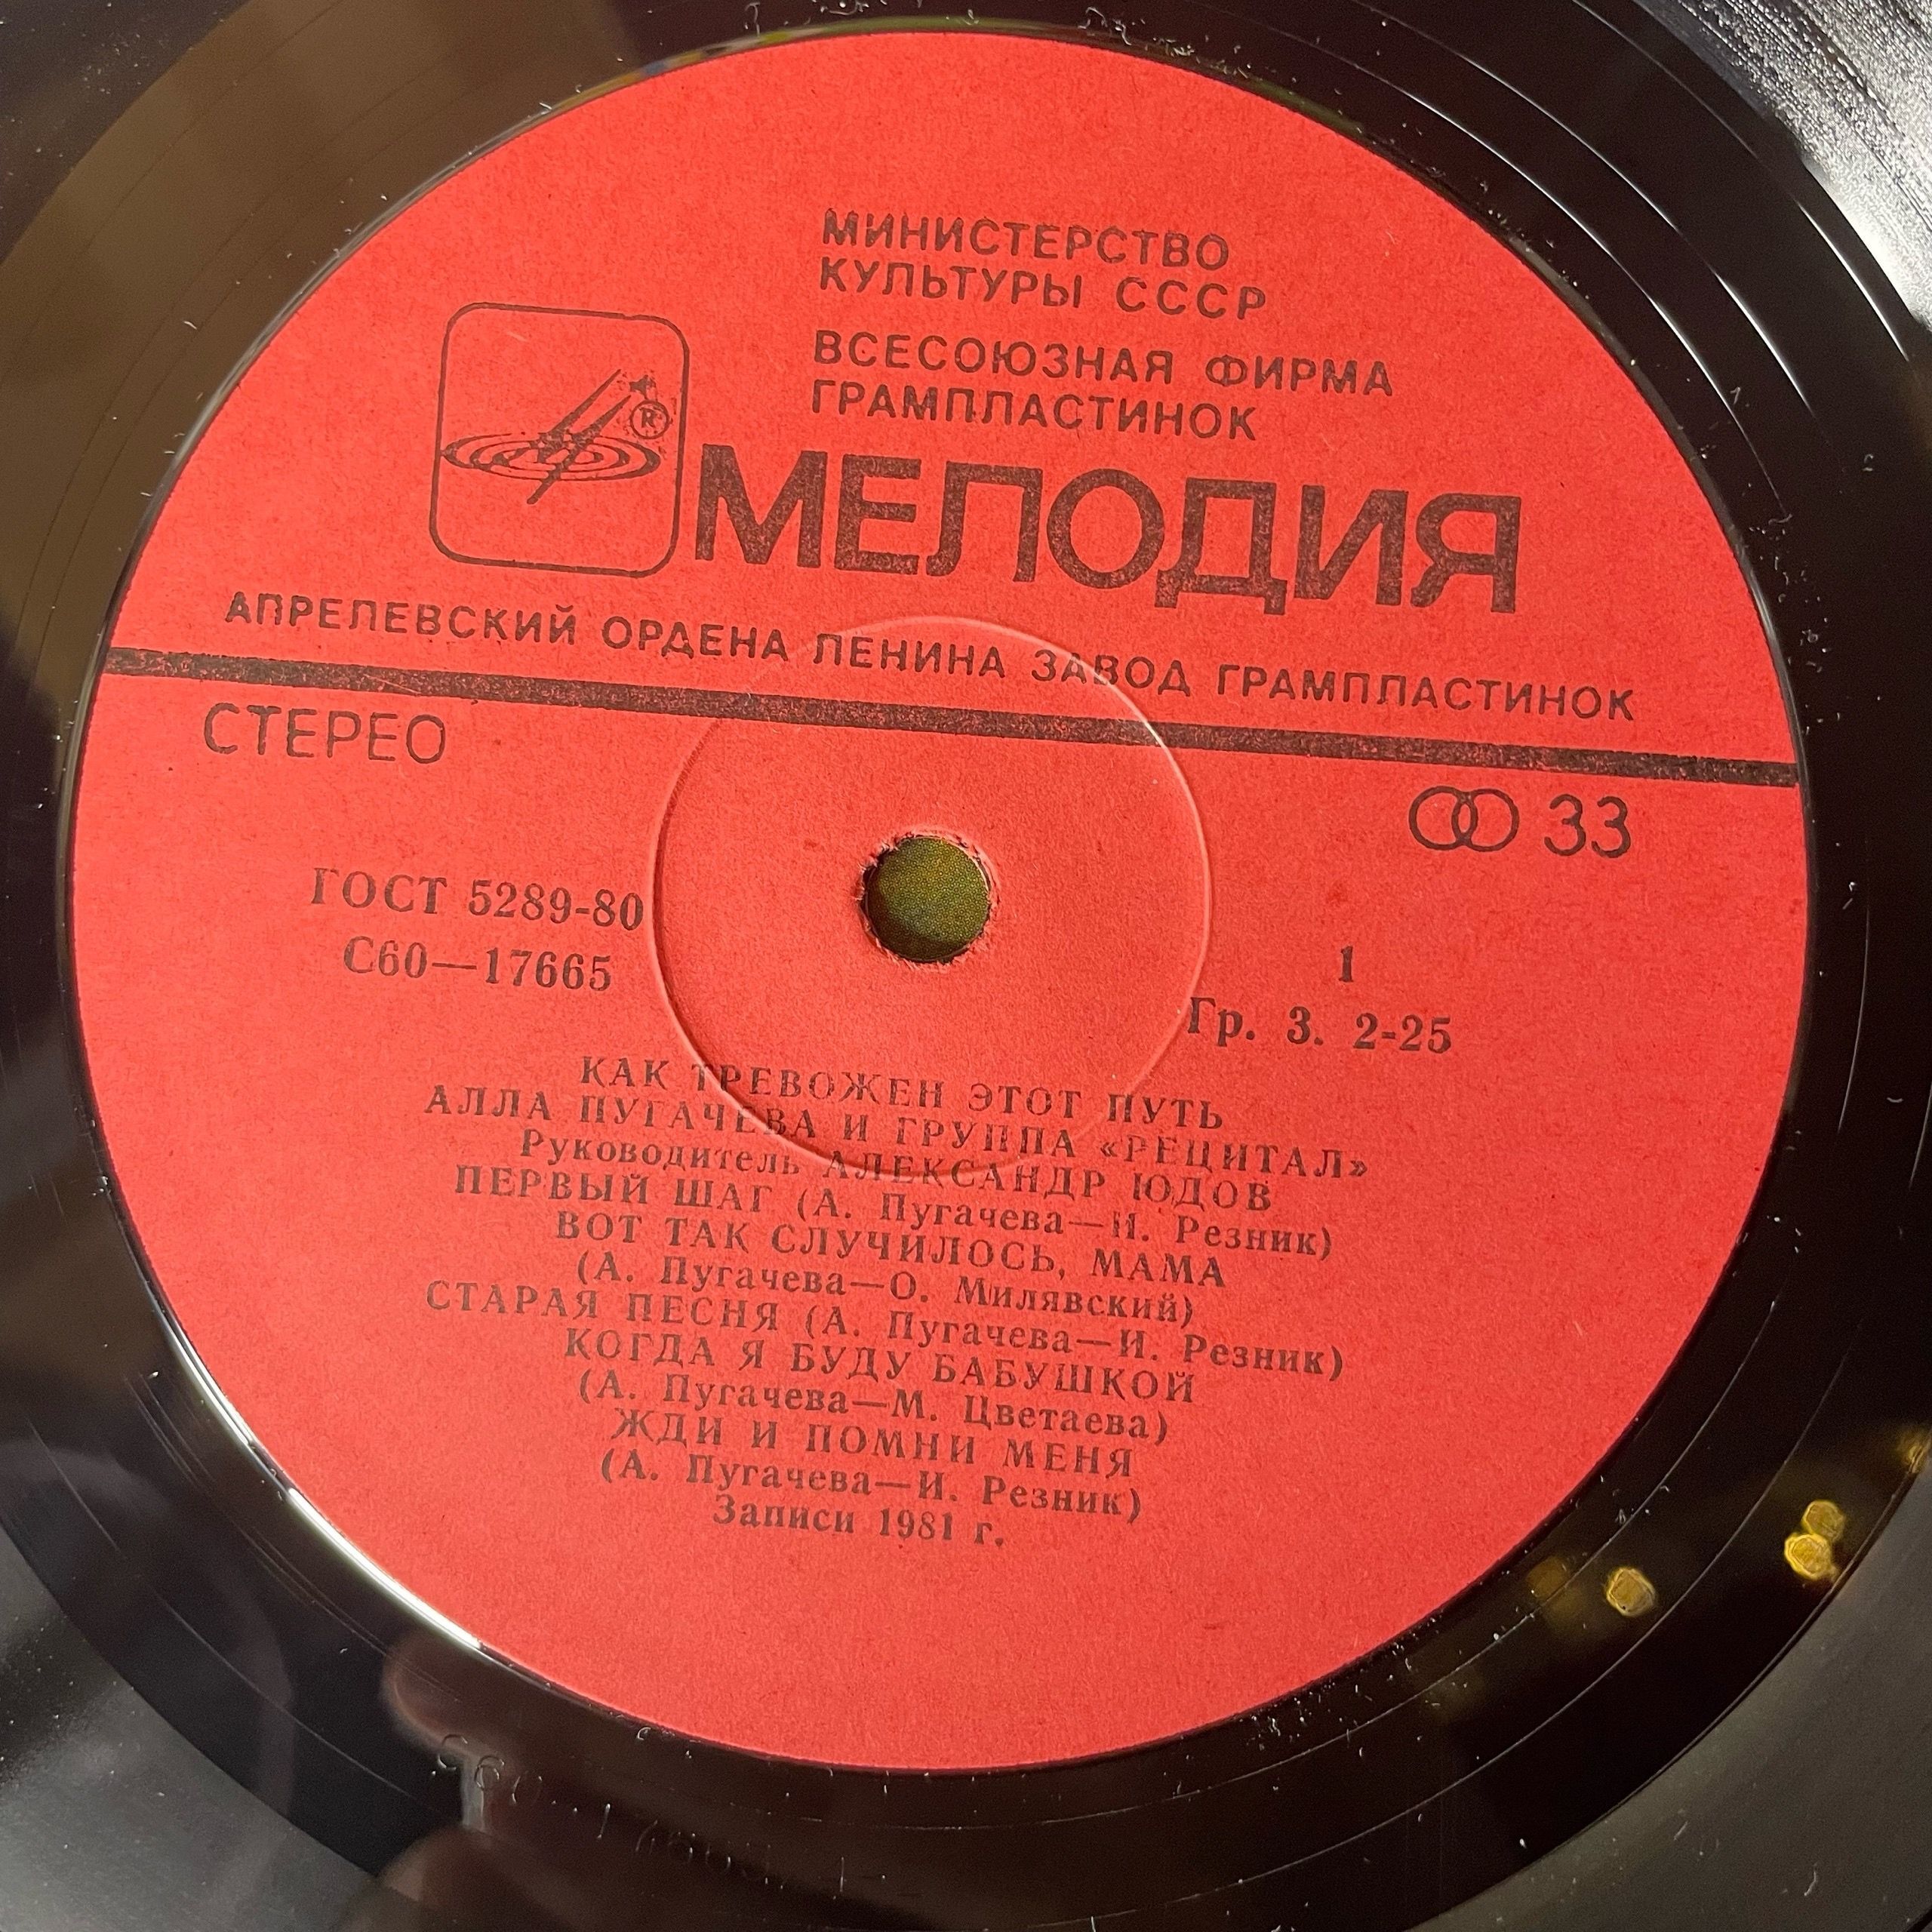 МИНИСТЕРСТВО
КУЛЬТУРЫ СССР
ВСЕСОЮЗНАЯ ФИРМА
ГРАМПЛАСТИНОК
®
МЕЛОДИЯ
АПРЕЛЕВСКИЙ ОРДЕНА ЛЕНИНА ЗАВОД ГРАМПЛАСТИНОК
СТЕРЕО
33
ГОСТ 5289-80
С60—17665
1
Гр. 3. 2-25
КАК ТРЕВОЖЕН ЭТОТ ПУТЬ
АЛЛА ПУГАЧЕВА И ГРУППА «РЕЦИТАЛ»
Руководитель АЛЕКСАНДР ЮДОВ
ПЕРВЫЙ ШАГ (А. Пугачева—И. Резник)
ВОТ ТАК СЛУЧИЛОСЬ, МАМА
(А. Пугачева—О. Милявский)
СТАРАЯ ПЕСНЯ (А. Пугачева—И. Резник)
КОГДА Я БУДУ БАБУШКОЙ
(А. Пугачева—М. Цветаева)
ЖДИ И ПОМНИ МЕНЯ
(А. Пугачева—И. Резник)
Записи 1981 г.